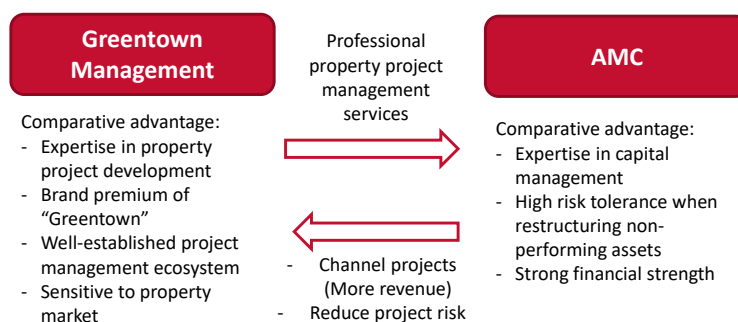 Greentown
Management
Professional
property project
management
services
AMC
Comparative advantage:
- Expertise in property
project development
- Brand premium of
“Greentown”
- Well-established project
management ecosystem
- Sensitive to property
market
- Channel projects
(More revenue)
- Reduce project risk
Comparative advantage:
- Expertise in capital
management
- High risk tolerance when
restructuring non-
performing assets
- Strong financial strength